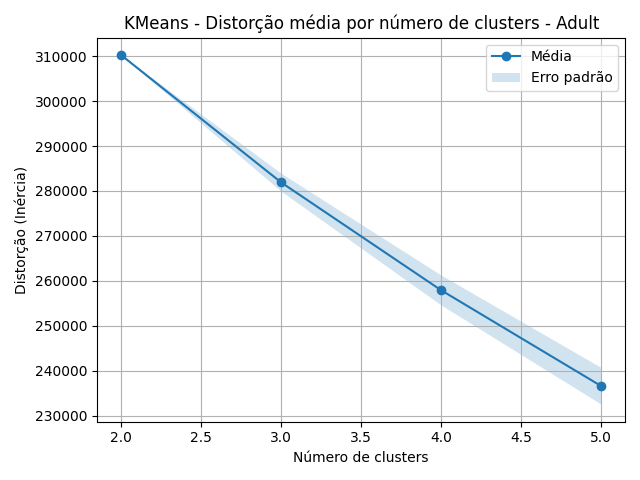 KMeans - Distorção média por número de clusters - Adult
Média
Erro padrão
Distorção (Inércia)
310000
300000
290000
280000
270000
260000
250000
240000
230000
2.0 2.5 3.0 3.5 4.0 4.5 5.0
Número de clusters